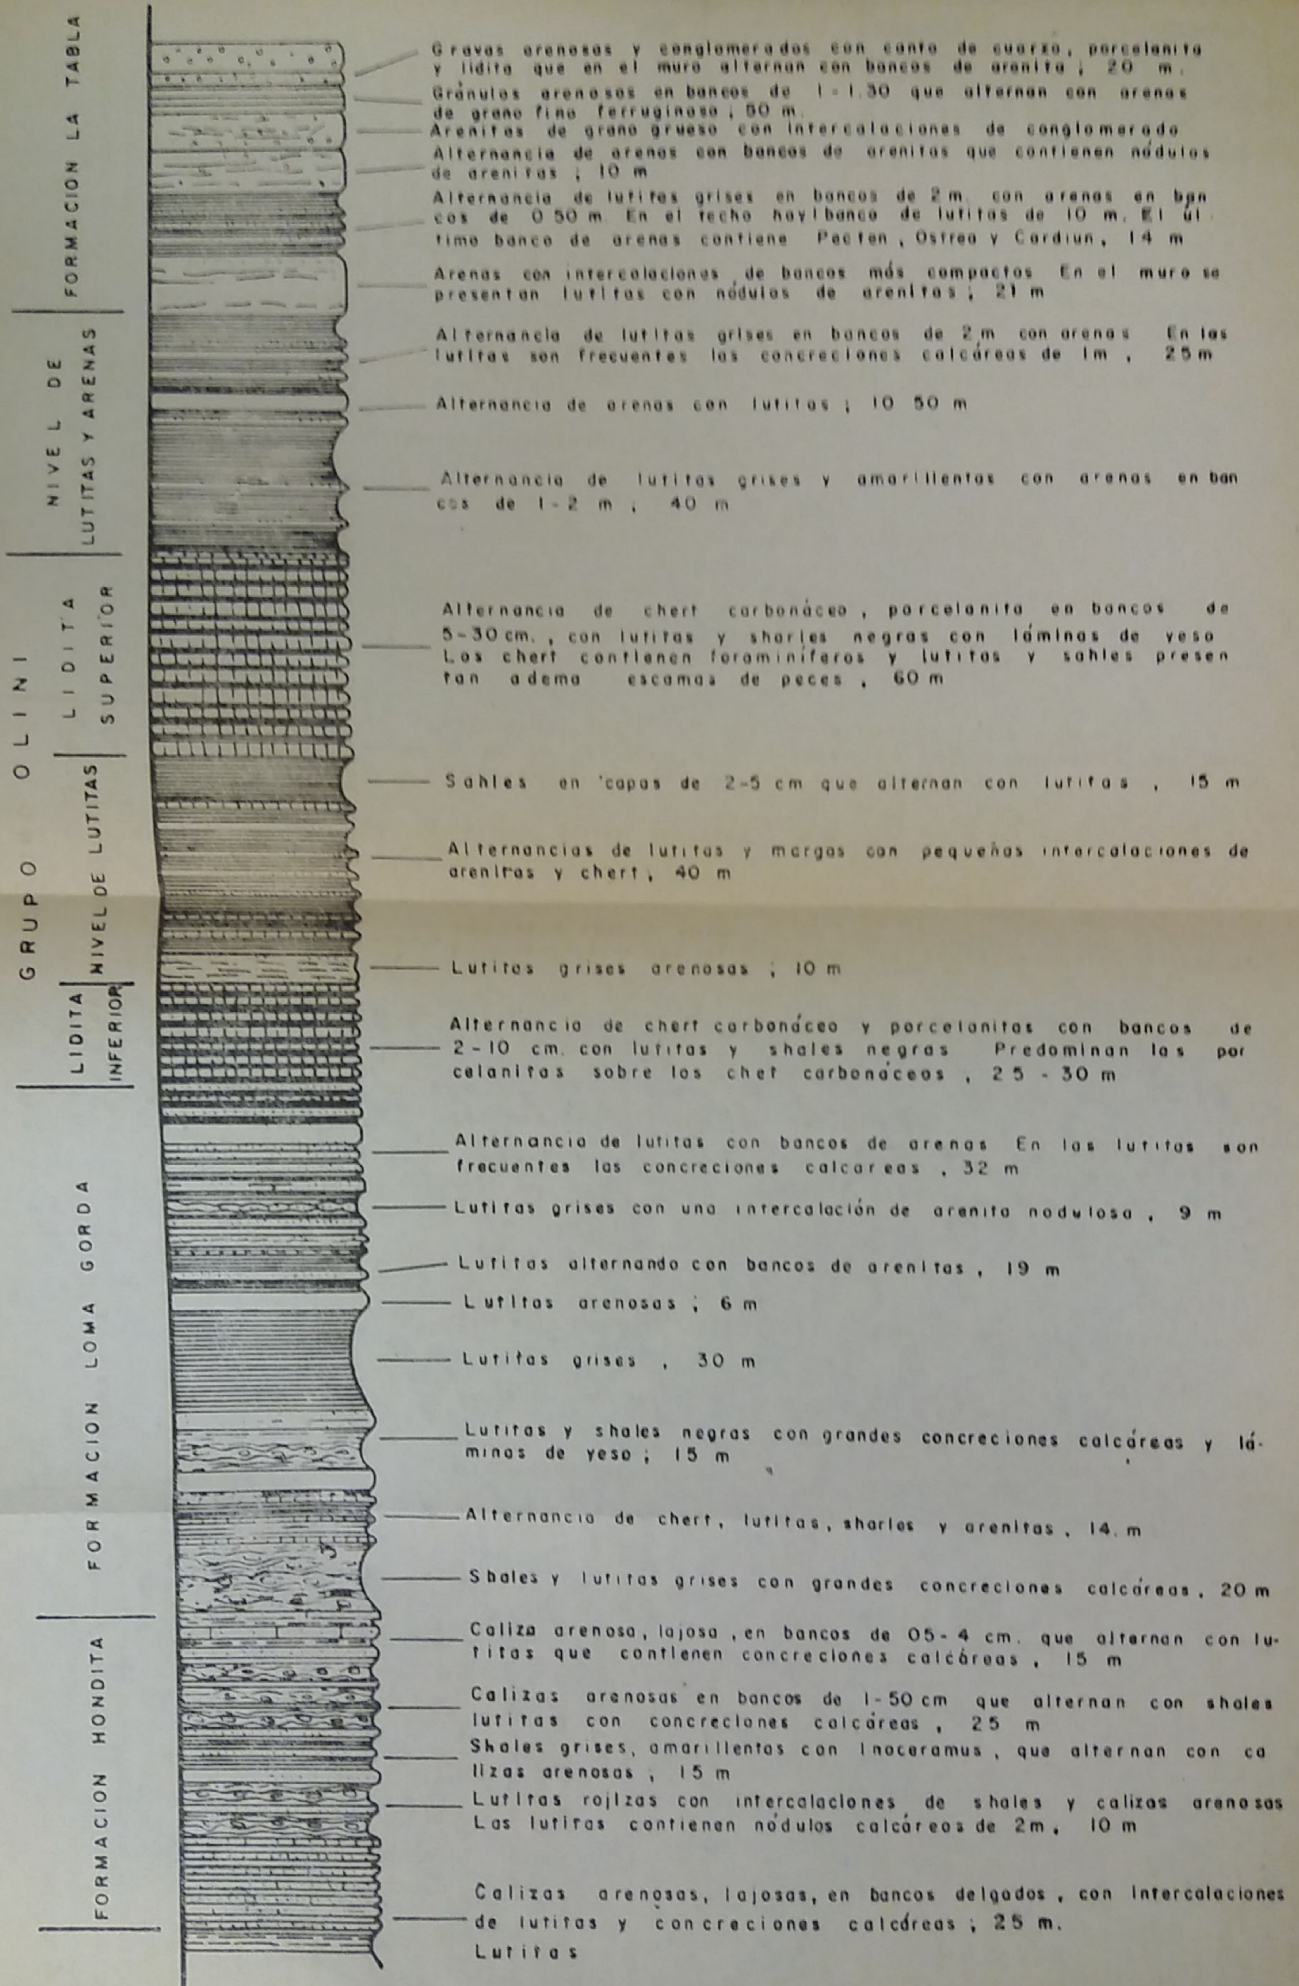 FORMACION LA TABLA
Gravas arenosas y conglomerados con canto de cuarzo, porcelanita
y lidita que en el muro alternan con bancos de arenita; 20 m.
Gránulos arenosos en bancos de 1-1.30 que alternan con arenas
de grano fino ferruginoso; 50 m.
Arenitas de grano grueso con intercalaciones de conglomerado
Alternancia de arenas con bancos de arenitas que contienen nódulos
de arenitas; 10 m
Alternancia de lutitas grises en bancos de 2 m. con arenas en ban
cos de 0 50 m En el techo hay 1 banco de lutitas de 10 m. El úl.
timo banco de arenas contiene Pecten, Ostrea y Cardiun, 14 m
Arenas con intercalaciones de bancos más compactos En el muro se
presentan lutitas con nódulos de arenitas; 21 m
NIVEL DE
LUTITAS Y ARENAS
Alternancia de lutitas grises en bancos de 2 m con arenas En las
lutitas son frecuentes las concreciones calcáreas de 1m, 25 m
Alternancia de arenas con lutitas; 10 50 m
Alternancia de lutitas grises y amarillentas con arenas en ban
cos de 1-2 m, 40 m
GRUPO OLINI
LIDITA
SUPERIOR
Alternancia de chert carbonáceo, porcelanita en bancos de
5-30 cm., con lutitas y sharles negras con láminas de yeso
Los chert contienen foraminíferos y lutitas y sahles presen
tan adema escamas de peces, 60 m
NIVEL DE LUTITAS
Sahles en capas de 2-5 cm que alternan con lutitas, 15 m
Alternancias de lutitas y margas con pequeñas intercalaciones de
arenitas y chert, 40 m
Lutitas grises arenosas; 10 m
LIDITA
INFERIOR
Alternancia de chert carbonáceo y porcelanitas con bancos de
2-10 cm. con lutitas y shales negras Predominan las por
celanitas sobre los chet carbonáceos, 25 - 30 m
FORMACION LOMA GORDA
Alternancia de lutitas con bancos de arenas En las lutitas son
frecuentes las concreciones calcareas, 32 m
Lutitas grises con una intercalación de arenita nodulosa, 9 m
Lutitas alternando con bancos de arenitas, 19 m
Lutitas arenosas; 6 m
Lutitas grises, 30 m
Lutitas y shales negras con grandes concreciones calcáreas y lá-
minas de yeso; 15 m
Alternancia de chert, lutitas, sharles y arenitas, 14. m
Shales y lutitas grises con grandes concreciones calcáreas, 20 m
FORMACION HONDITA
Caliza arenosa, lajosa, en bancos de 05-4 cm. que alternan con lu-
titas que contienen concreciones calcáreas, 15 m
Calizas arenosas en bancos de 1-50 cm que alternan con shales
lutitas con concreciones calcáreas, 25 m
Shales grises, amarillentas con Inoceramus, que alternan con ca
lizas arenosas, 15 m
Lutitas rojizas con intercalaciones de shales y calizas arenosas
Las lutitas contienen nódulos calcáreos de 2m, 10 m
Calizas arenosas, lajosas, en bancos delgados, con intercalaciones
de lutitas y concreciones calcáreas; 25 m.
Lutitas